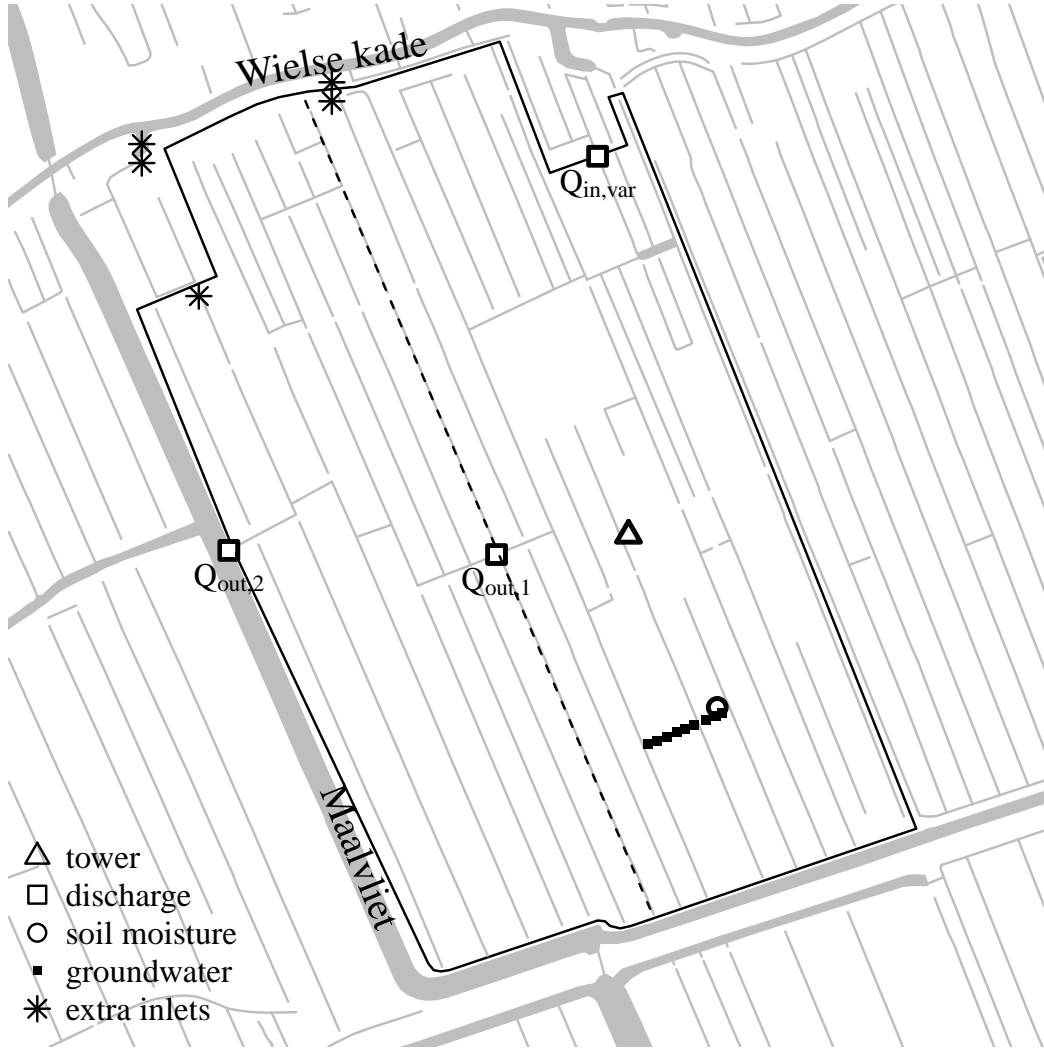 Wielse kade
Qin,var
Qout,2
Qout,1
Maalvliet
tower
discharge
soil moisture
groundwater
extra inlets